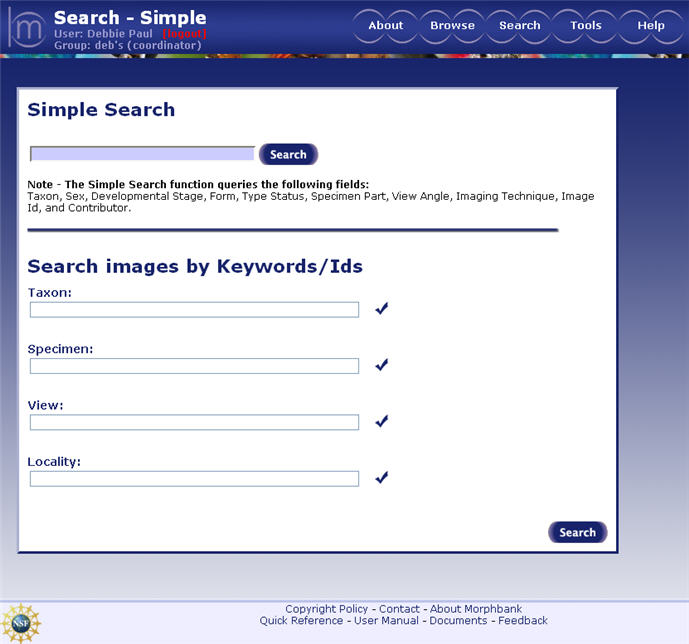 m
Search - Simple
User: Debbie Paul [logout]
Group: deb's (coordinator)
About Browse Search Tools Help
Simple Search
Search
Note - The Simple Search function queries the following fields:
Taxon, Sex, Developmental Stage, Form, Type Status, Specimen Part, View Angle, Imaging Technique, Image
Id, and Contributor.
Search images by Keywords/Ids
Taxon:
Specimen:
View:
Locality:
Search
NSF
Copyright Policy - Contact - About Morphbank
Quick Reference - User Manual - Documents - Feedback